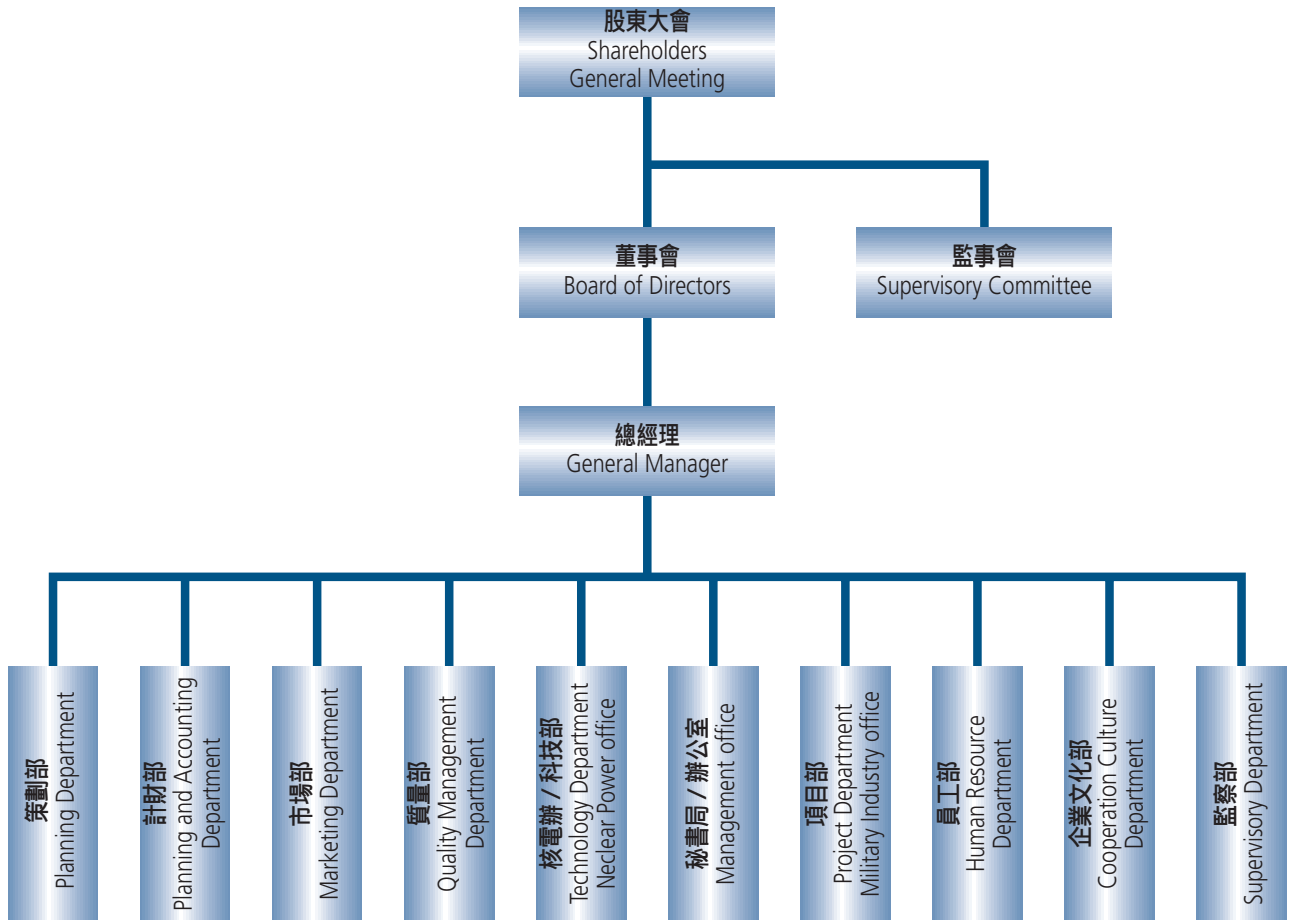 股東大會
Shareholders
General Meeting
董事會
Board of Directors
監事會
Supervisory Committee
總經理
General Manager
策劃部
Planning Department
計財部
Planning and Accounting
Department
市場部
Marketing Department
質量部
Quality Management
Department
核電辦 / 科技部
Technology Department
Neclear Power office
秘書局 / 辦公室
Management office
項目部
Project Department
Military Industry office
員工部
Human Resource
Department
企業文化部
Cooperation Culture
Department
監察部
Supervisory Department